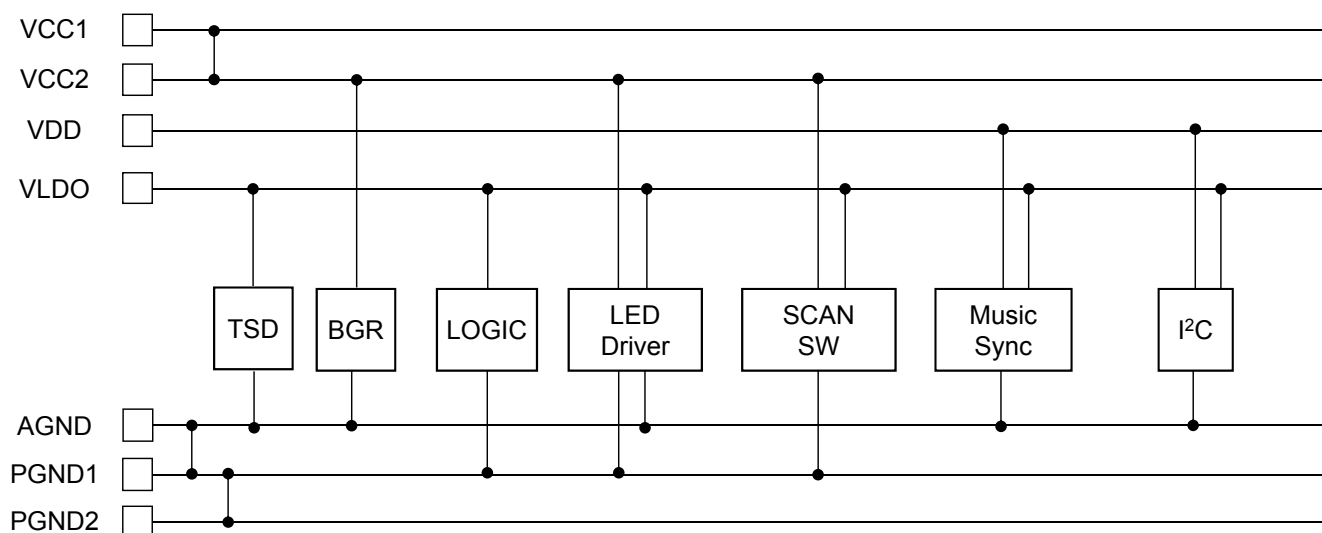 VCC1
VCC2
VDD
VLDO
TSD
BGR
LOGIC
LED
Driver
SCAN
SW
Music
Sync
I²C
AGND
PGND1
PGND2